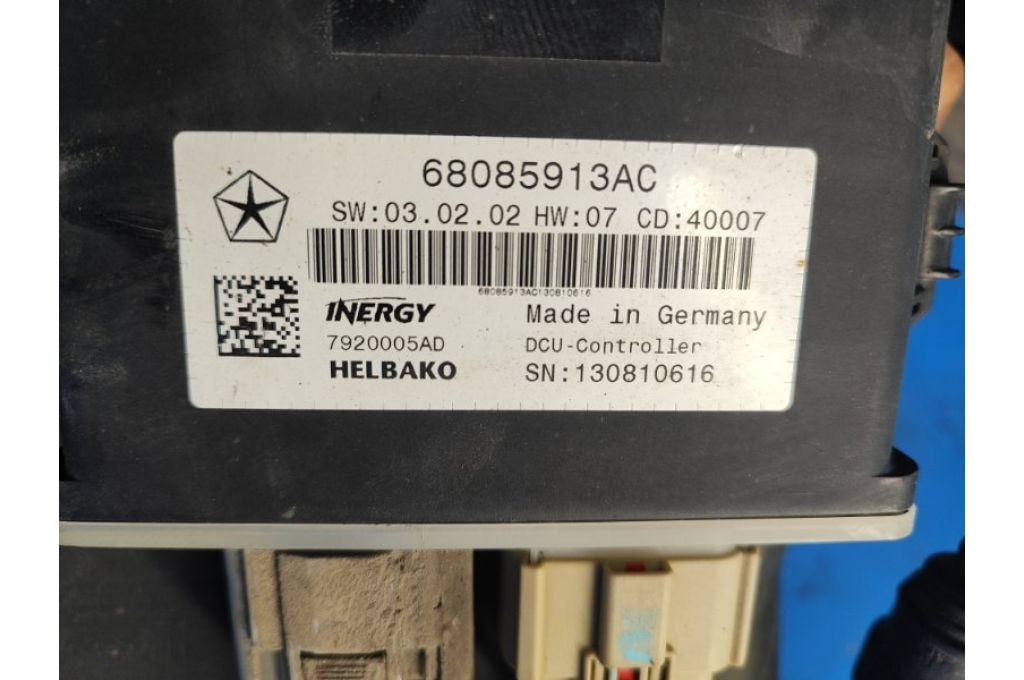 68085913AC
SW:03.02.02 HW:07 CD:40007
68085913AC130810616
INERGY
Made in Germany
7920005AD
DCU-Controller
HELBAKO
SN:130810616